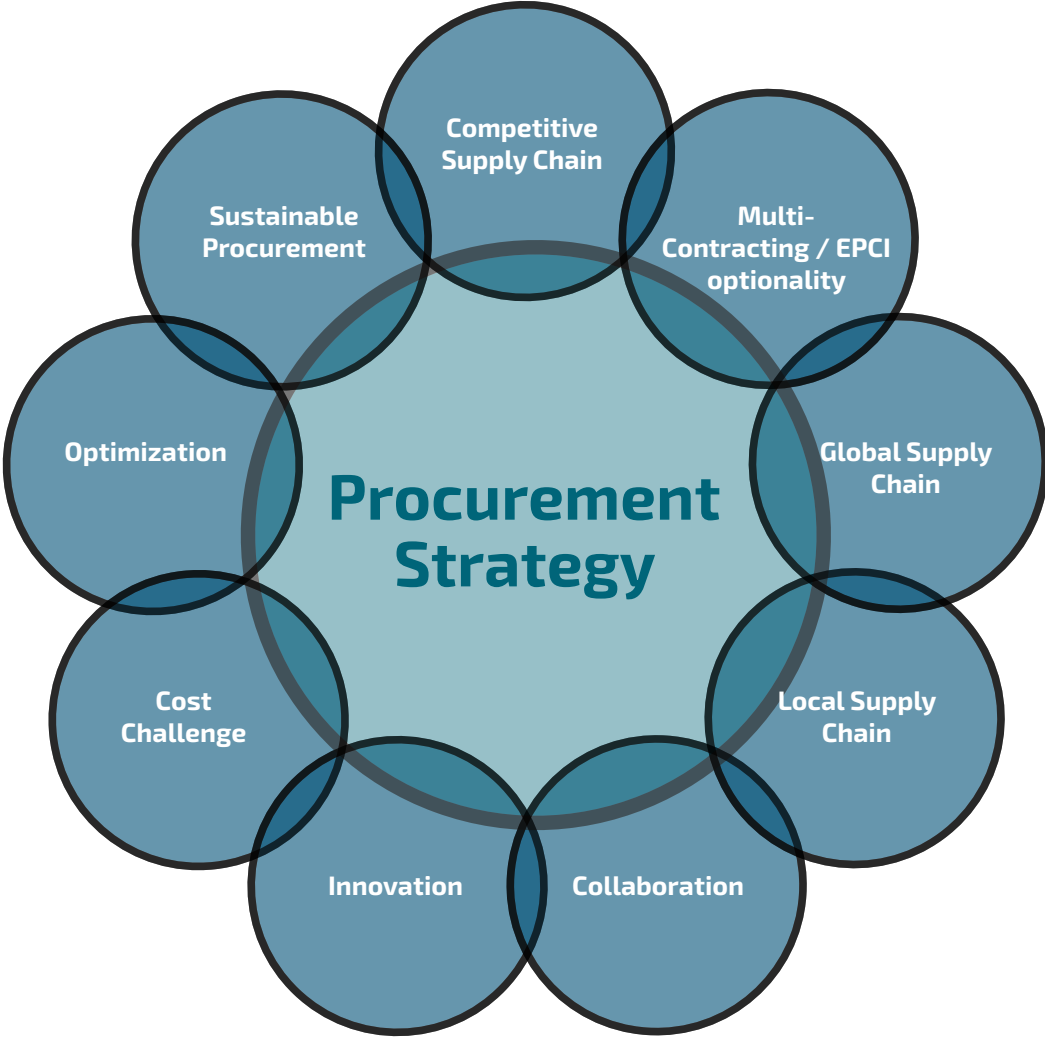 Competitive
Supply Chain
Multi-
Contracting / EPCI
optionality
Global Supply
Chain
Local Supply
Chain
Collaboration
Innovation
Cost
Challenge
Optimization
Sustainable
Procurement
Procurement
Strategy